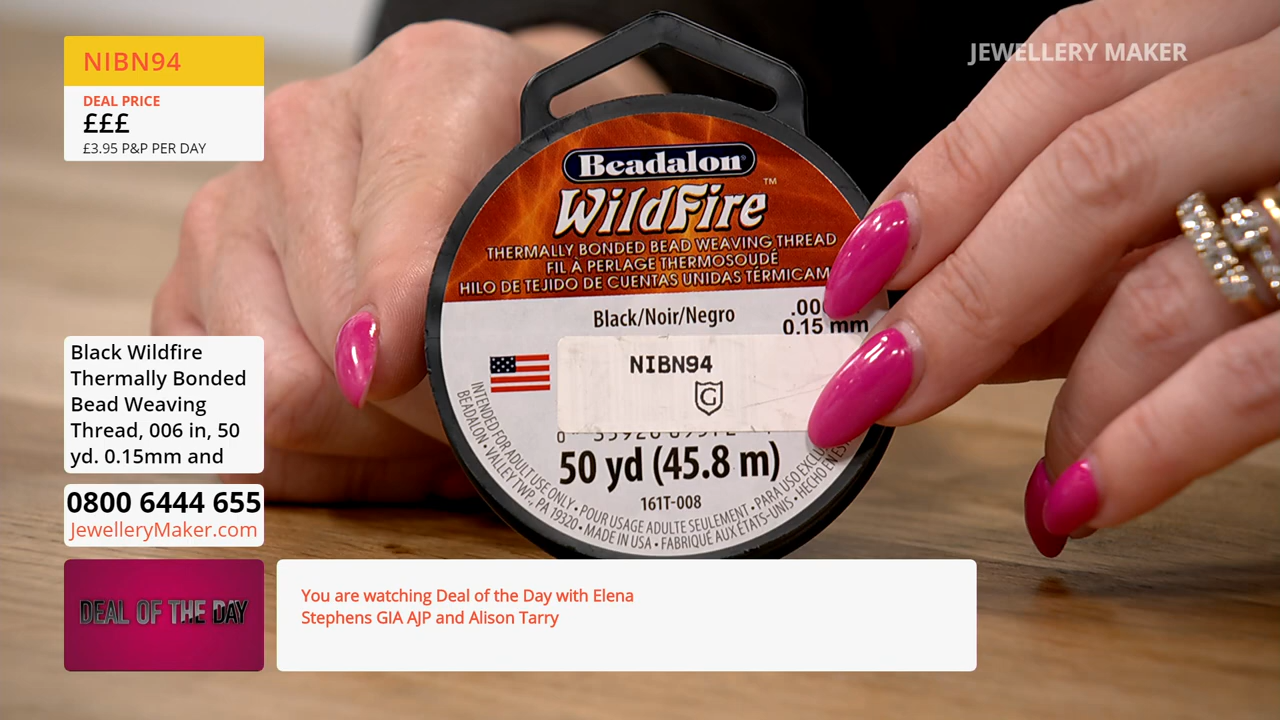 NIBN94
DEAL PRICE
£££
£3.95 P&P PER DAY
JEWELLERY MAKER
Beadalon®
WildFire™
THERMALLY BONDED BEAD WEAVING THREAD
FIL À PERLAGE THERMOSOUDÉ
HILO DE TEJIDO DE CUENTAS UNIDAS TÉRMICAM
Black/Noir/Negro
.00
0.15 mm
NIBN94
G
50 yd (45.8 m)
161T-008
INTENDED FOR ADULT USE ONLY • POUR USAGE ADULTE SEULEMENT • PARA USO EXCLU
BEADALON • VALLEY TWP., PA 19320 • MADE IN USA • FABRIQUÉ AUX ÉTATS-UNIS • HECHO EN
Black Wildfire
Thermally Bonded
Bead Weaving
Thread, 006 in, 50
yd. 0.15mm and
0800 6444 655
JewelleryMaker.com
DEAL OF THE DAY
You are watching Deal of the Day with Elena
Stephens GIA AJP and Alison Tarry